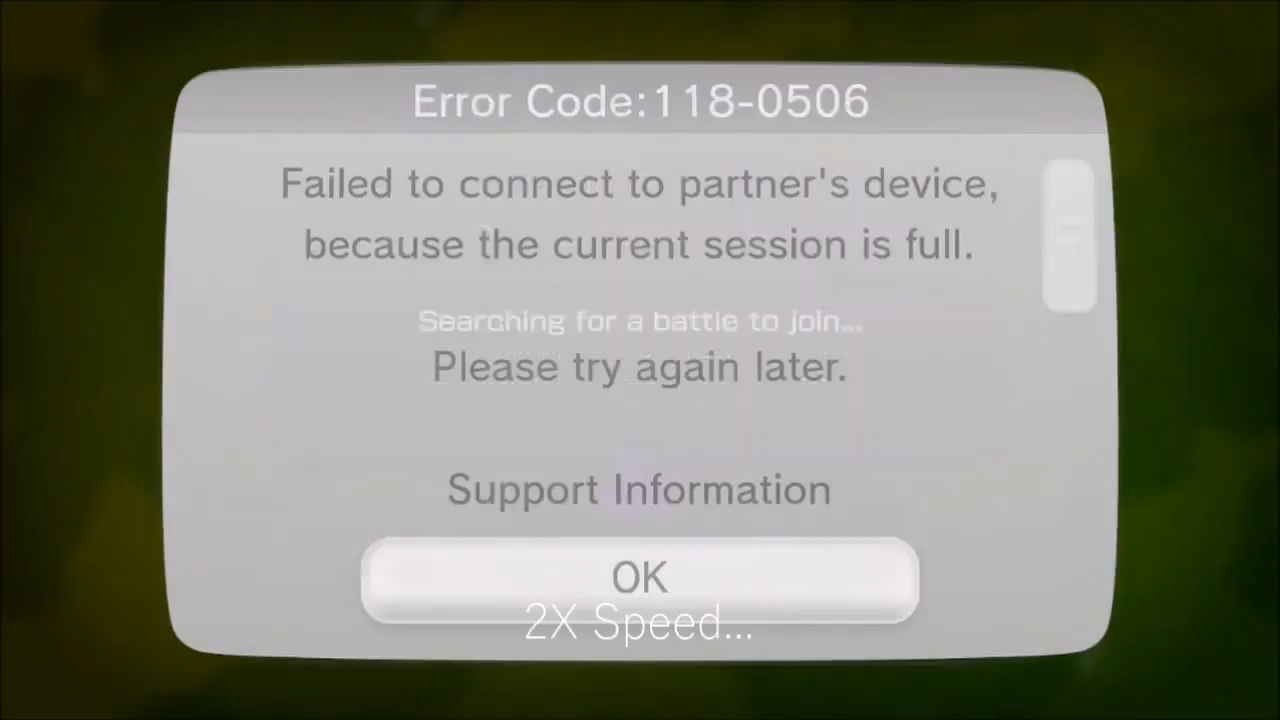 Error Code:118-0506
Failed to connect to partner's device,
because the current session is full.
Searching for a battle to join...
Please try again later.
Support Information
OK
2X Speed...